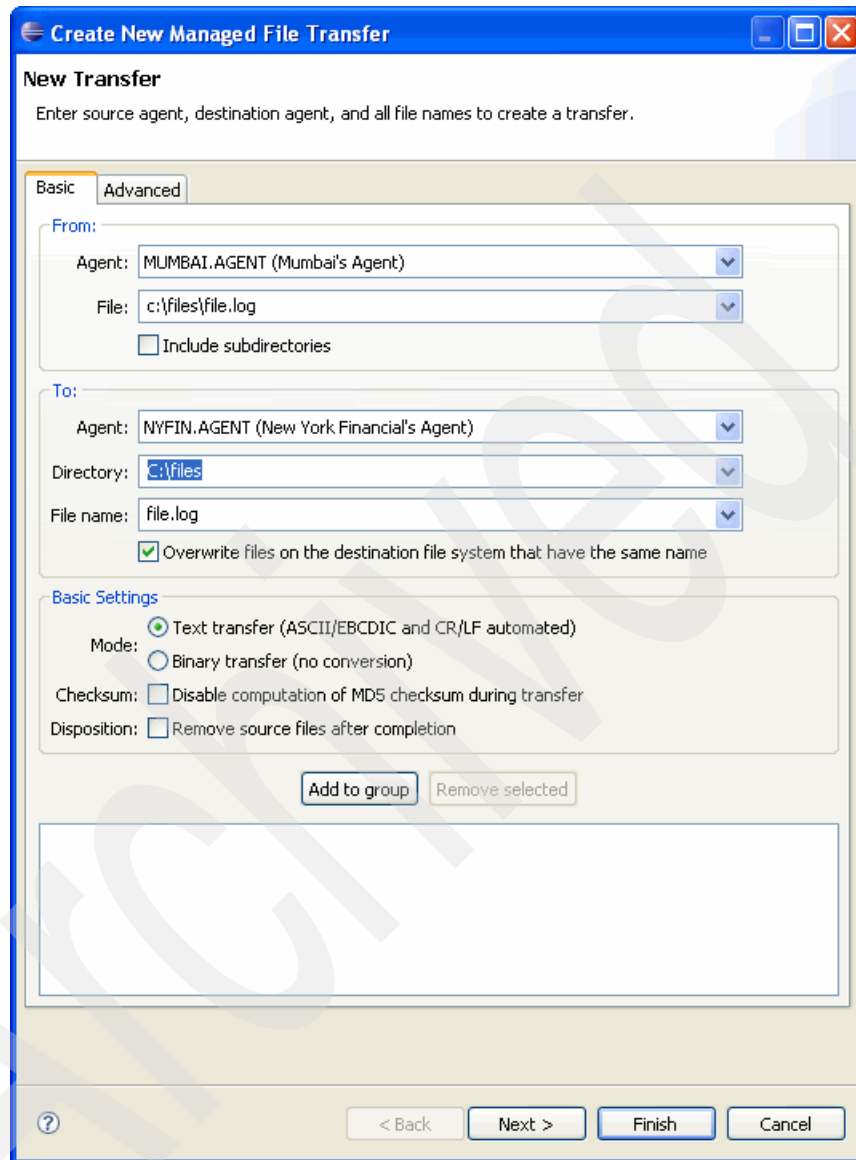 Create New Managed File Transfer
New Transfer
Enter source agent, destination agent, and all file names to create a transfer.
Basic
Advanced
From:
Agent: MUMBAI.AGENT (Mumbai's Agent)
File: c:\files\file.log
Include subdirectories
To:
Agent: NYFIN.AGENT (New York Financial's Agent)
Directory: C:\files
File name: file.log
Overwrite files on the destination file system that have the same name
Basic Settings
Mode: Text transfer (ASCII/EBCDIC and CR/LF automated)
Binary transfer (no conversion)
Checksum: Disable computation of MD5 checksum during transfer
Disposition: Remove source files after completion
Add to group
Remove selected
Archived
?
< Back
Next >
Finish
Cancel